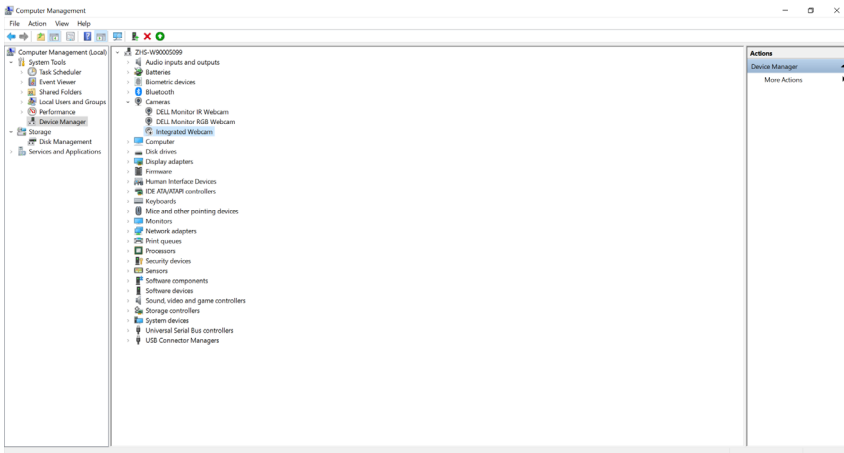 Computer Management
File Action View Help
Computer Management (Local)
System Tools
Task Scheduler
Event Viewer
Shared Folders
Local Users and Groups
Performance
Device Manager
Storage
Disk Management
Services and Applications
ZHS-W90005099
Audio inputs and outputs
Batteries
Biometric devices
Bluetooth
Cameras
DELL Monitor IR Webcam
DELL Monitor RGB Webcam
Integrated Webcam
Computer
Disk drives
Display adapters
Firmware
Human Interface Devices
IDE ATA/ATAPI controllers
Keyboards
Mice and other pointing devices
Monitors
Network adapters
Print queues
Processors
Security devices
Sensors
Software components
Software devices
Sound, video and game controllers
Storage controllers
System devices
Universal Serial Bus controllers
USB Connector Managers
Actions
Device Manager
More Actions